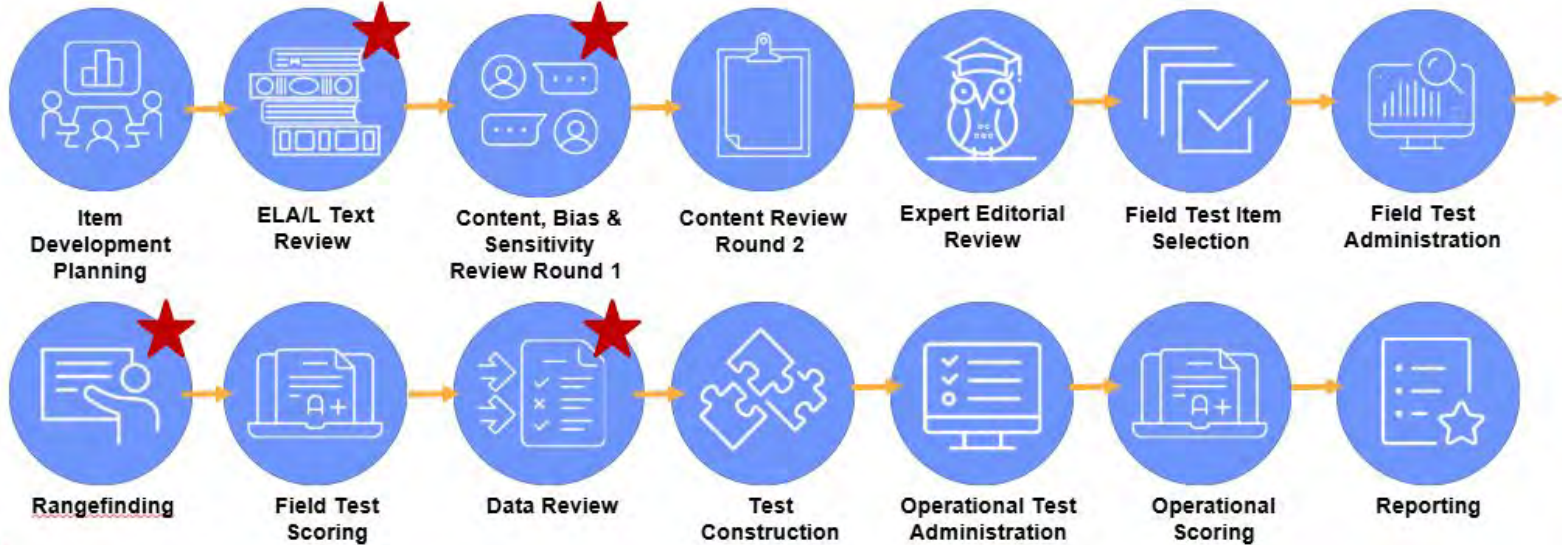 Item
Development
Planning
ELA/L Text
Review
Content, Bias &
Sensitivity
Review Round 1
Content Review
Round 2
Expert Editorial
Review
Field Test Item
Selection
Field Test
Administration
A+
Rangefinding
Field Test
Scoring
Data Review
Test
Construction
Operational Test
Administration
A+
Operational
Scoring
Reporting